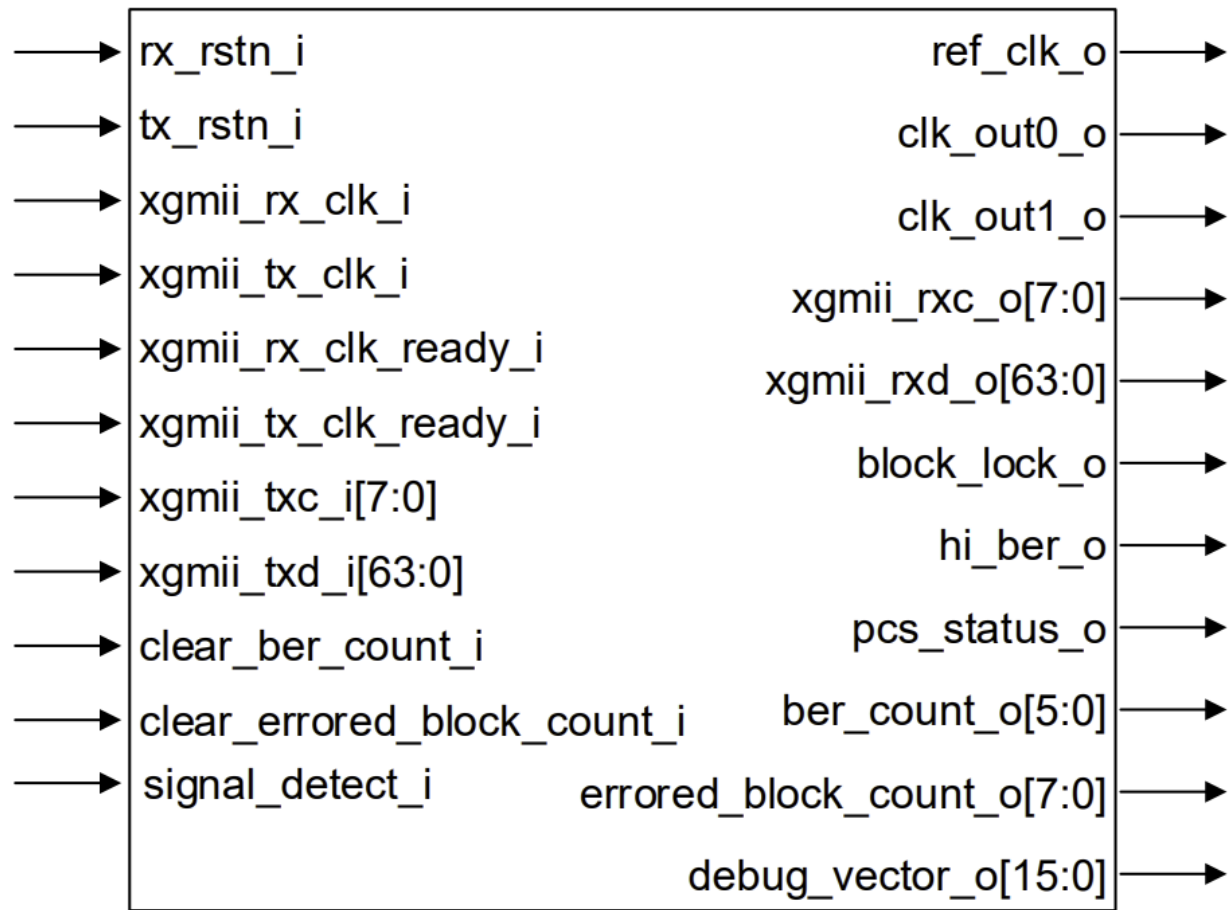 rx_rstn_i
tx_rstn_i
xgmii_rx_clk_i
xgmii_tx_clk_i
xgmii_rx_clk_ready_i
xgmii_tx_clk_ready_i
xgmii_txc_i[7:0]
xgmii_txd_i[63:0]
clear_ber_count_i
clear_errored_block_count_i
signal_detect_i
ref_clk_o
clk_out0_o
clk_out1_o
xgmii_rxc_o[7:0]
xgmii_rxd_o[63:0]
block_lock_o
hi_ber_o
pcs_status_o
ber_count_o[5:0]
errored_block_count_o[7:0]
debug_vector_o[15:0]